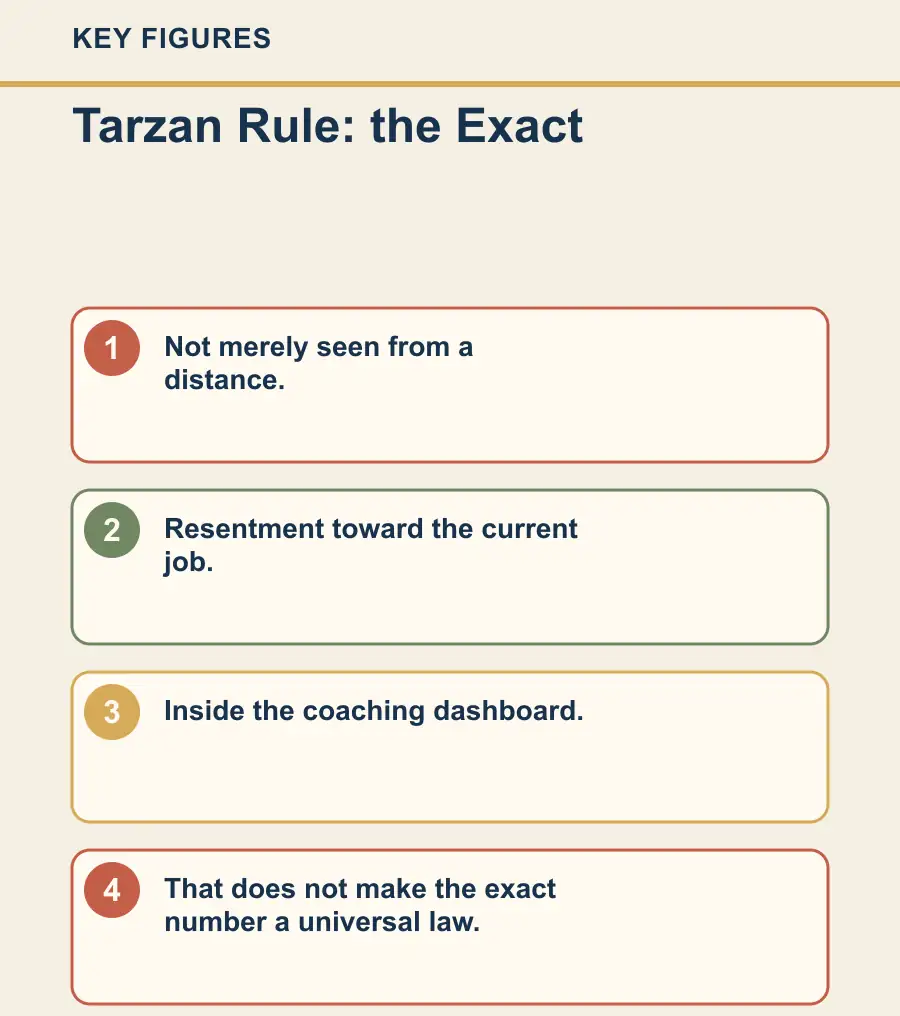 KEY FIGURES
Tarzan Rule: the Exact
1
Not merely seen from a
distance.
2
Resentment toward the current
job.
3
Inside the coaching dashboard.
4
That does not make the exact
number a universal law.